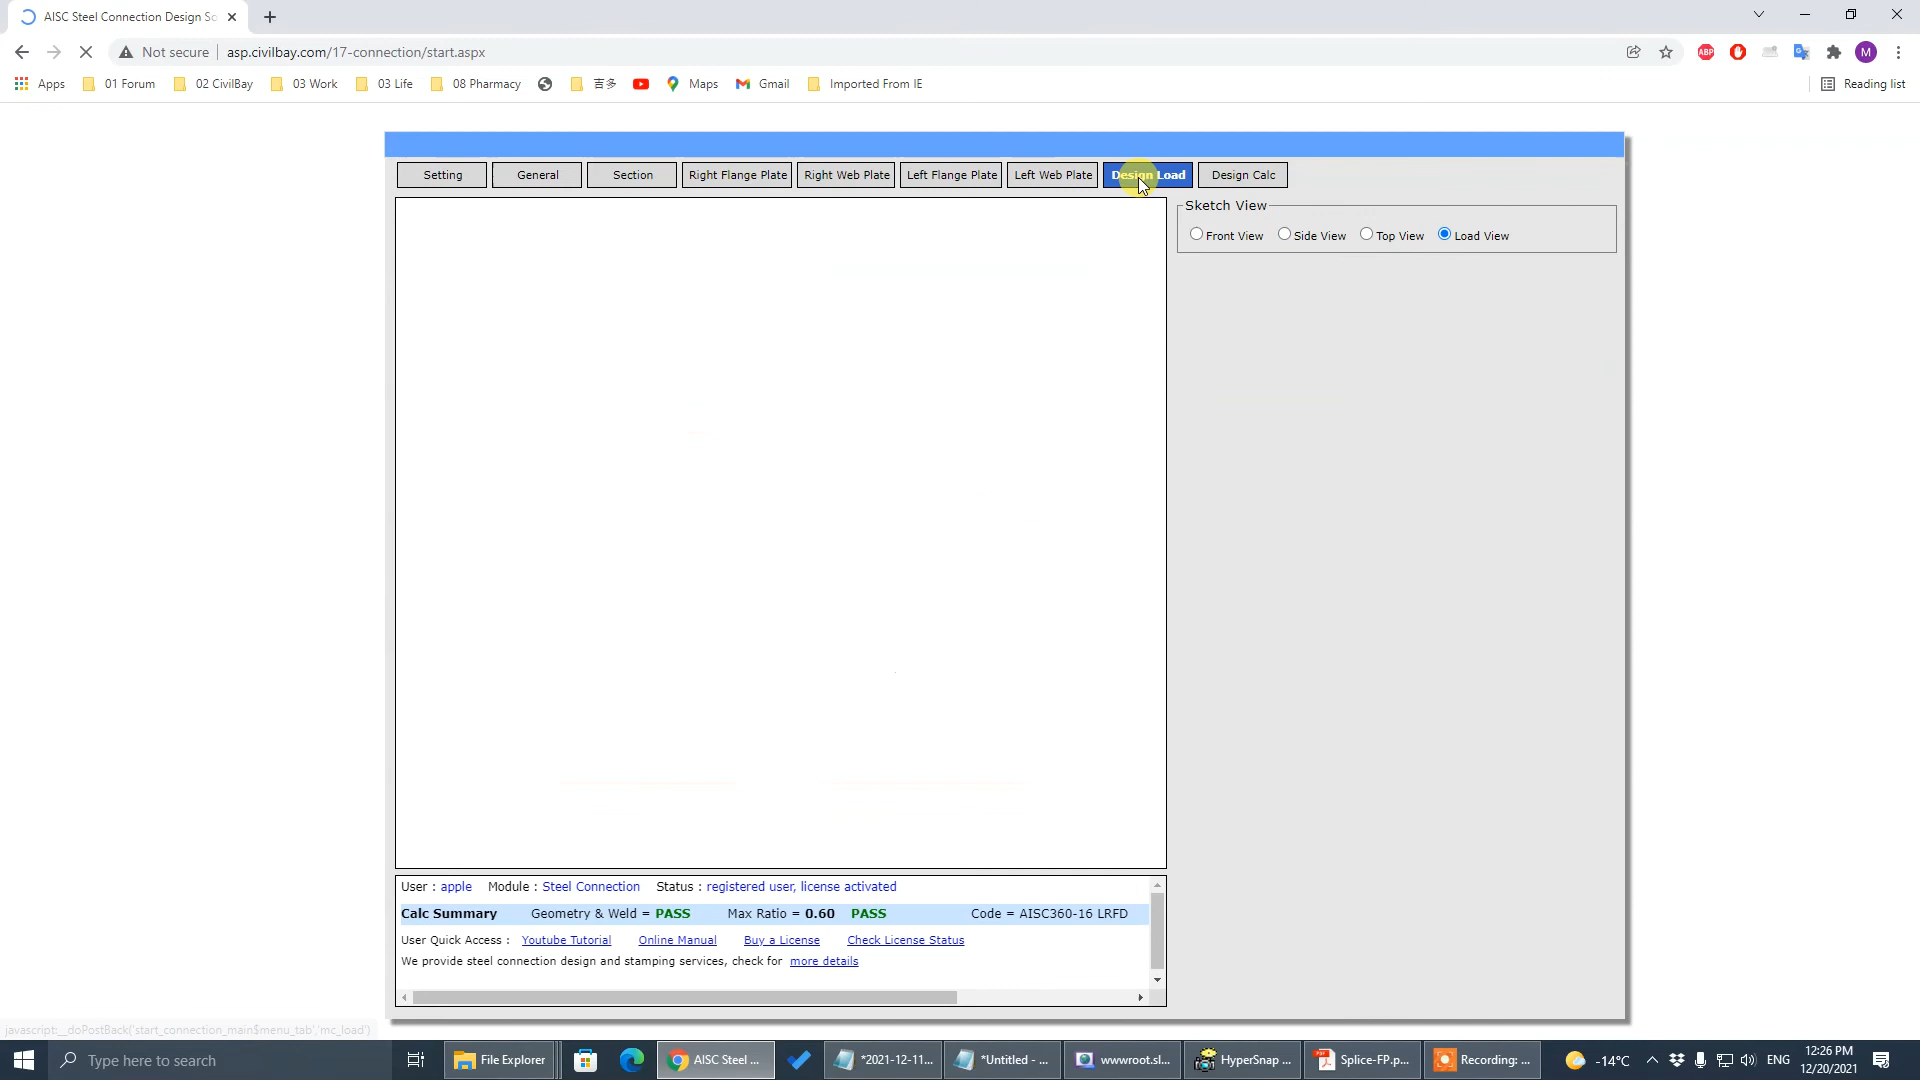 AISC Steel Connection Design So
Not secure asp.civilbay.com/17-connection/start.aspx
ABP M
Apps 01 Forum 02 CivilBay 03 Work 03 Life 08 Pharmacy 吉多 Maps Gmail Imported From IE Reading list
Setting General Section Right Flange Plate Right Web Plate Left Flange Plate Left Web Plate Design Load Design Calc
Sketch View
Front View Side View Top View Load View
User : apple Module : Steel Connection Status : registered user, license activated
Calc Summary Geometry & Weld = PASS Max Ratio = 0.60 PASS Code = AISC360-16 LRFD
User Quick Access : Youtube Tutorial Online Manual Buy a License Check License Status
We provide steel connection design and stamping services, check for more details
javascript:__doPostBack('start_connection_main$menu_tab','mc_load')
Type here to search File Explorer AISC Steel ... *2021-12-11... *Untitled - ... wwwroot.sl... HyperSnap ... Splice-FP.p... Recording: ... -14°C ENG 12:26 PM
12/20/2021